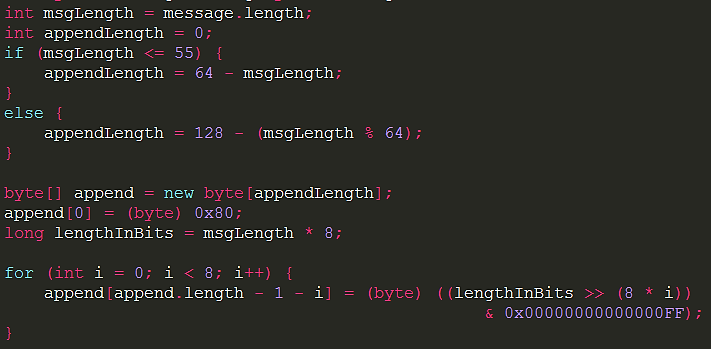 int msgLength = message.length;
int appendLength = 0;
if (msgLength <= 55) {
    appendLength = 64 - msgLength;
}
else {
    appendLength = 128 - (msgLength % 64);
}

byte[] append = new byte[appendLength];
append[0] = (byte) 0x80;
long lengthInBits = msgLength * 8;

for (int i = 0; i < 8; i++) {
    append[append.length - 1 - i] = (byte) ((lengthInBits >> (8 * i))
                                                & 0x00000000000000FF);
}